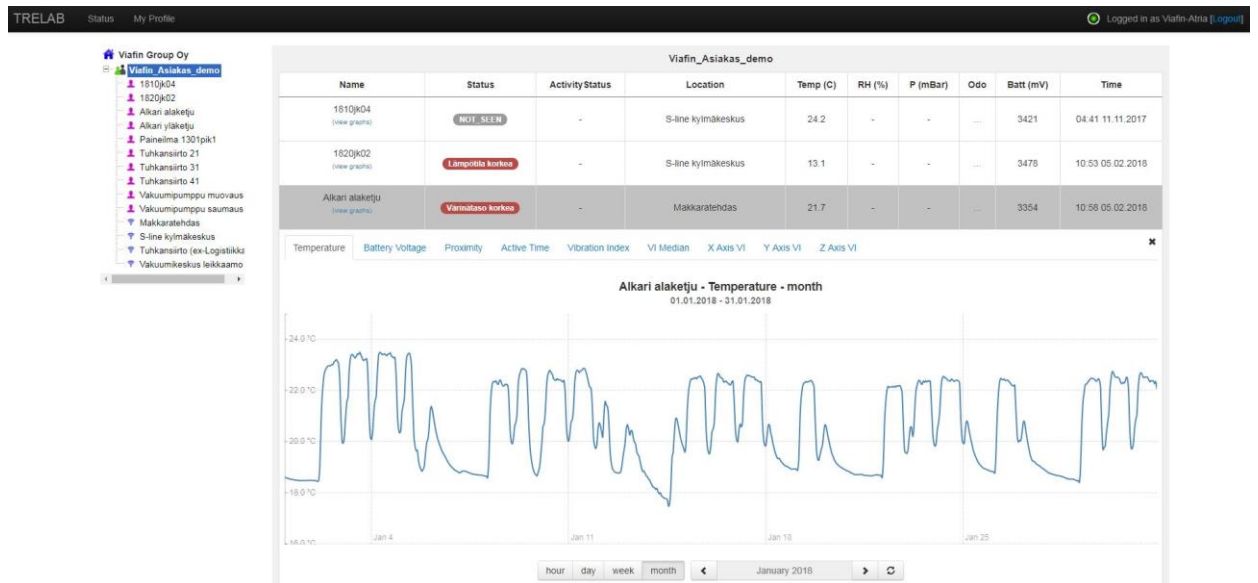 TRELAB Status My Profile Logged in as Viafin-Atria [Logout]
Viafin Group Oy
Viafin_Asiakas_demo
1810jk04
1820jk02
Alkari alaketju
Alkari yläketju
Paineilma 1301pik1
Tuhkansiirto 21
Tuhkansiirto 31
Tuhkansiirto 41
Vakuumipumppu muovaus
Vakuumipumppu saumaus
Makkaratehdas
S-line kylmäkeskus
Tuhkansiirto (ex-Logistiikka
Vakuumikeskus leikkaamo
Viafin_Asiakas_demo
Name Status ActivityStatus Location Temp (C) RH (%) P (mBar) Odo Batt (mV) Time
1810jk04
(view graphs) NOT_SEEN - S-line kylmäkeskus 24.2 - - ... 3421 04:41 11.11.2017
1820jk02
(view graphs) Lämpötila korkea - S-line kylmäkeskus 13.1 - - ... 3478 10:53 05.02.2018
Alkari alaketju
(view graphs) Värinätaso korkea - Makkaratehdas 21.7 - - ... 3354 10:58 05.02.2018
Temperature Battery Voltage Proximity Active Time Vibration Index VI Median X Axis VI Y Axis VI Z Axis VI
Alkari alaketju - Temperature - month
01.01.2018 - 31.01.2018
24.0 °C
22.0 °C
20.0 °C
18.0 °C
16.0 °C
Jan 4 Jan 11 Jan 18 Jan 25
hour day week month January 2018